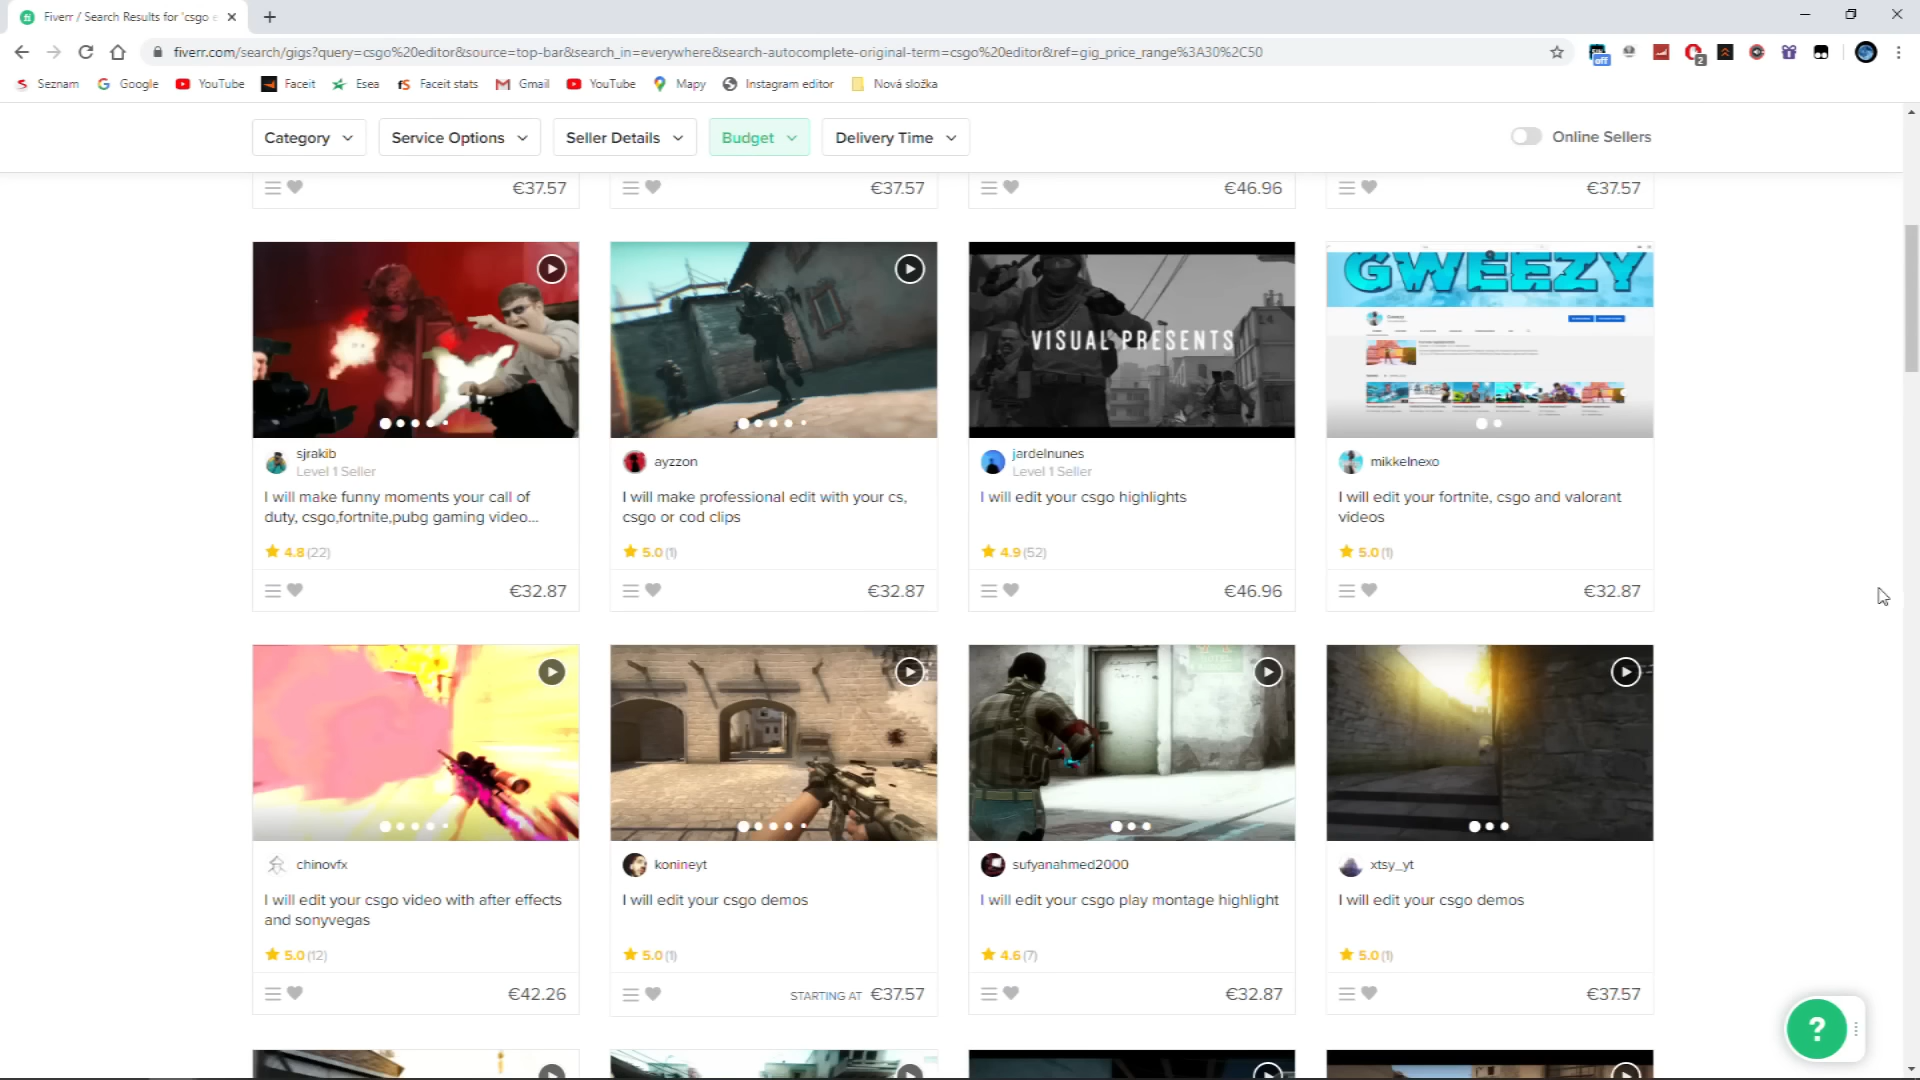 Fiverr / Search Results for 'csgo e
fiverr.com/search/gigs?query=csgo%20editor&source=top-bar&search_in=everywhere&search-autocomplete-original-term=csgo%20editor&ref=gig_price_range%3A30%2C50
off
2
Seznam Google YouTube Faceit Esea Faceit stats Gmail YouTube Mapy Instagram editor Nová složka
Category Service Options Seller Details Budget Delivery Time Online Sellers
€37.57 €37.57 €46.96 €37.57
VISUAL PRESENTS
GWEEZY
sjrakib
Level 1 Seller
I will make funny moments your call of
duty, csgo,fortnite,pubg gaming video...
4.8 (22)
€32.87
ayzzon
I will make professional edit with your cs,
csgo or cod clips
5.0 (1)
€32.87
jardelnunes
Level 1 Seller
I will edit your csgo highlights
4.9 (52)
€46.96
mikkelnexo
I will edit your fortnite, csgo and valorant
videos
5.0 (1)
€32.87
chinovfx
I will edit your csgo video with after effects
and sonyvegas
5.0 (12)
€42.26
konineyt
I will edit your csgo demos
5.0 (1)
STARTING AT €37.57
sufyanahmed2000
I will edit your csgo play montage highlight
4.6 (7)
€32.87
xtsy_yt
I will edit your csgo demos
5.0 (1)
€37.57
?